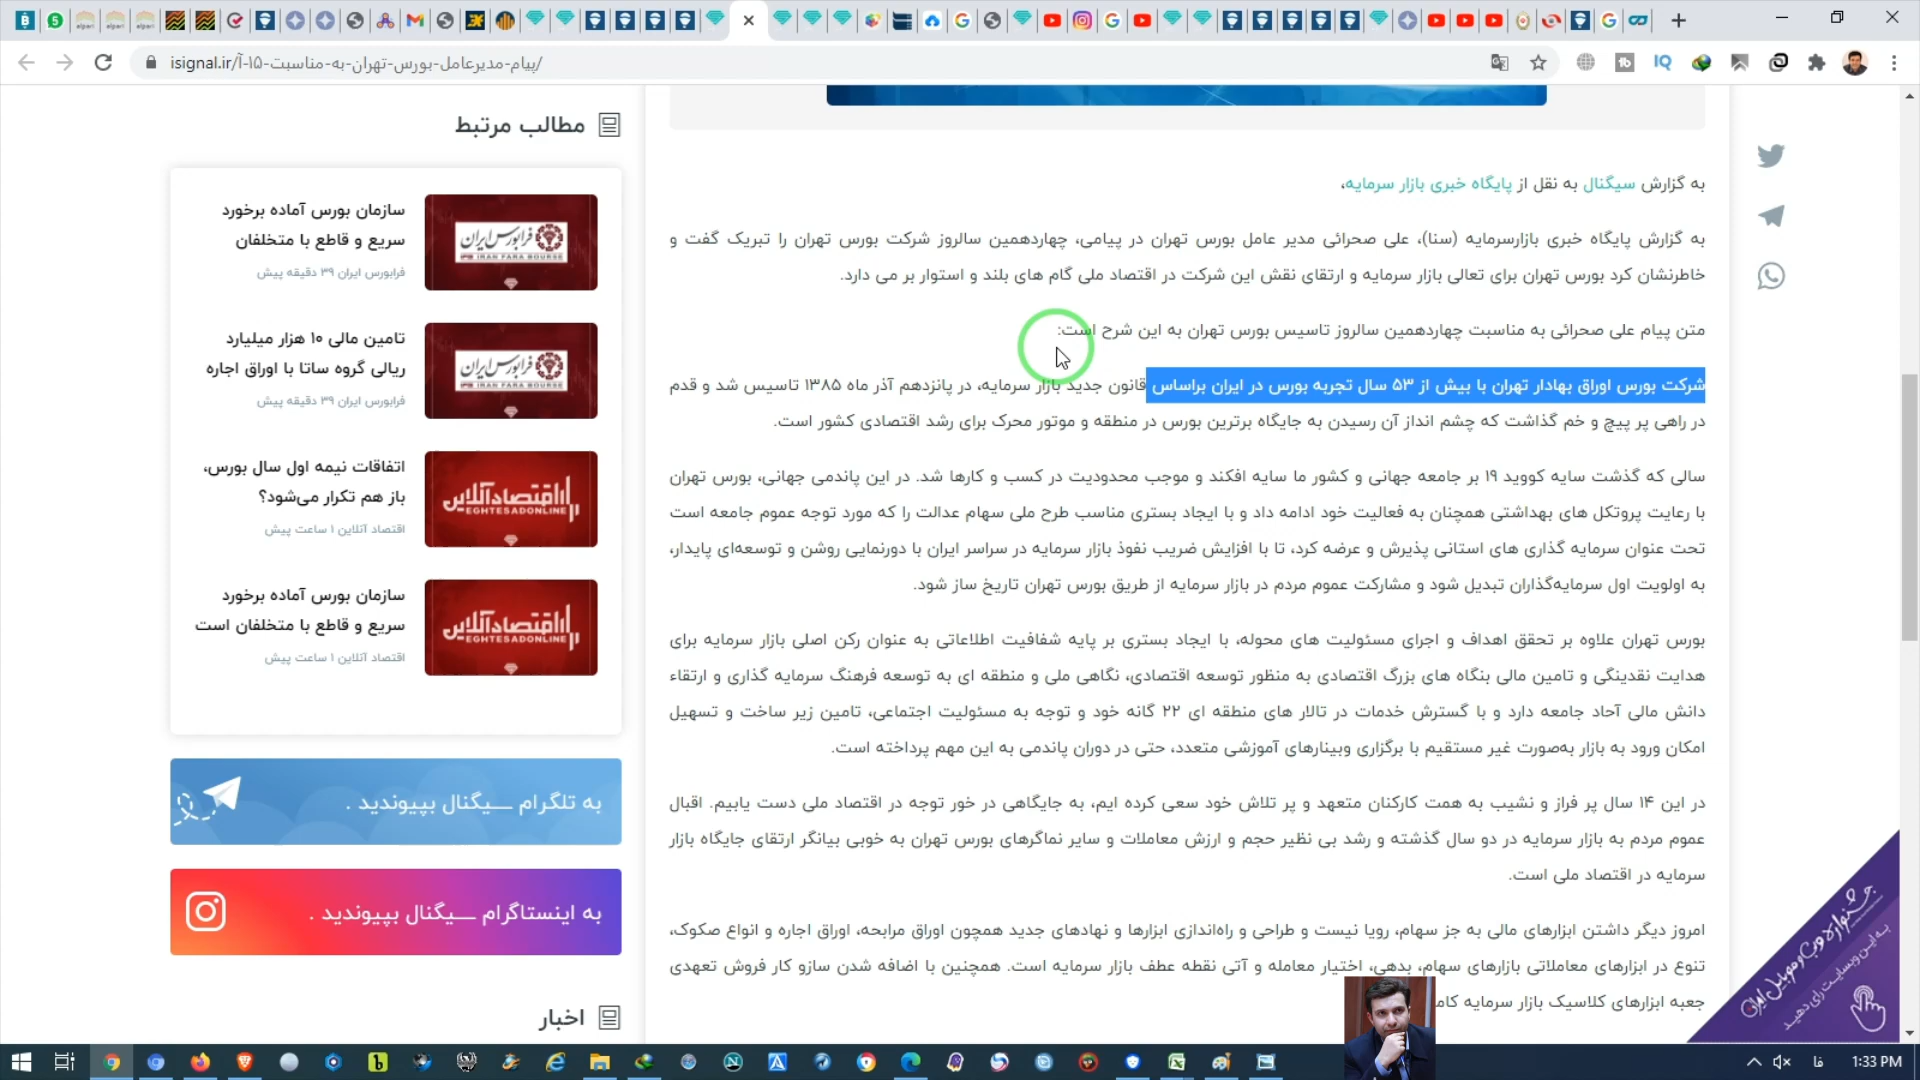 isignal.ir/پیام-مدیرعامل-بورس-تهران-به-مناسبت-۱۵-آ/
به گزارش سیگنال به نقل از پایگاه خبری بازار سرمایه،
به گزارش پایگاه خبری بازارسرمایه (سنا)، علی صحرائی مدیر عامل بورس تهران در پیامی، چهاردهمین سالروز شرکت بورس تهران را تبریک گفت و
خاطرنشان کرد بورس تهران برای تعالی بازار سرمایه و ارتقای نقش این شرکت در اقتصاد ملی گام های بلند و استوار بر می دارد.
متن پیام علی صحرائی به مناسبت چهاردهمین سالروز تاسیس بورس تهران به این شرح است:
شرکت بورس اوراق بهادار تهران با بیش از ۵۳ سال تجربه بورس در ایران براساس قانون جدید بازار سرمایه، در پانزدهم آذر ماه ۱۳۸۵ تاسیس شد و قدم
در راهی پر پیچ و خم گذاشت که چشم انداز آن رسیدن به جایگاه برترین بورس در منطقه و موتور محرک برای رشد اقتصادی کشور است.
سالی که گذشت سایه کووید ۱۹ بر جامعه جهانی و کشور ما سایه افکند و موجب محدودیت در کسب و کارها شد. در این پاندمی جهانی، بورس تهران
با رعایت پروتکل های بهداشتی همچنان به فعالیت خود ادامه داد و با ایجاد بستری مناسب طرح ملی سهام عدالت را که مورد توجه عموم جامعه است
تحت عنوان سرمایه گذاری های استانی پذیرش و عرضه کرد، تا با افزایش ضریب نفوذ بازار سرمایه در سراسر ایران با دورنمایی روشن و توسعه‌ای پایدار،
به اولویت اول سرمایه‌گذاران تبدیل شود و مشارکت عموم مردم در بازار سرمایه از طریق بورس تهران تاریخ ساز شود.
بورس تهران علاوه بر تحقق اهداف و اجرای مسئولیت های محوله، با ایجاد بستری بر پایه شفافیت اطلاعاتی به عنوان رکن اصلی بازار سرمایه برای
هدایت نقدینگی و تامین مالی بنگاه های بزرگ اقتصادی به منظور توسعه اقتصادی، نگاهی ملی و منطقه ای به توسعه فرهنگ سرمایه گذاری و ارتقاء
دانش مالی آحاد جامعه دارد و با گسترش خدمات در تالار های منطقه ای ۲۲ گانه خود و توجه به مسئولیت اجتماعی، تامین زیر ساخت و تسهیل
امکان ورود به بازار به‌صورت غیر مستقیم با برگزاری وبینارهای آموزشی متعدد، حتی در دوران پاندمی به این مهم پرداخته است.
در این ۱۴ سال پر فراز و نشیب به همت کارکنان متعهد و پر تلاش خود سعی کرده ایم، به جایگاهی در خور توجه در اقتصاد ملی دست یابیم. اقبال
عموم مردم به بازار سرمایه در دو سال گذشته و رشد بی نظیر حجم و ارزش معاملات و سایر نماگرهای بورس تهران به خوبی بیانگر ارتقای جایگاه بازار
سرمایه در اقتصاد ملی است.
امروز دیگر داشتن ابزارهای مالی به جز سهام، رویا نیست و طراحی و راه‌اندازی ابزارها و نهادهای جدید همچون اوراق مرابحه، اوراق اجاره و انواع صکوک،
تنوع در ابزارهای معاملاتی بازارهای سهام، بدهی، اختیار معامله و آتی نقطه عطف بازار سرمایه است. همچنین با اضافه شدن سازو کار فروش تعهدی
جعبه ابزارهای کلاسیک بازار سرمایه
مطالب مرتبط
سازمان بورس آماده برخورد
سریع و قاطع با متخلفان
فرابورس ایران ۳۹ دقیقه پیش
فرابورس ایران
IRAN FARA BOURSE
تامین مالی ۱۰ هزار میلیارد
ریالی گروه ساتا با اوراق اجاره
فرابورس ایران ۳۹ دقیقه پیش
فرابورس ایران
IRAN FARA BOURSE
اتفاقات نیمه اول سال بورس،
باز هم تکرار می‌شود؟
اقتصاد آنلاین ۱ ساعت پیش
اقتصادآنلاین
EGHTESADONLINE
سازمان بورس آماده برخورد
سریع و قاطع با متخلفان است
اقتصاد آنلاین ۱ ساعت پیش
اقتصادآنلاین
EGHTESADONLINE
به تلگرام ســیگنال بپیوندید .
به اینستاگرام ســیگنال بپیوندید .
اخبار
جشنواره وب و موبایل ایران
به این وبسایت رای دهید
فا
1:33 PM